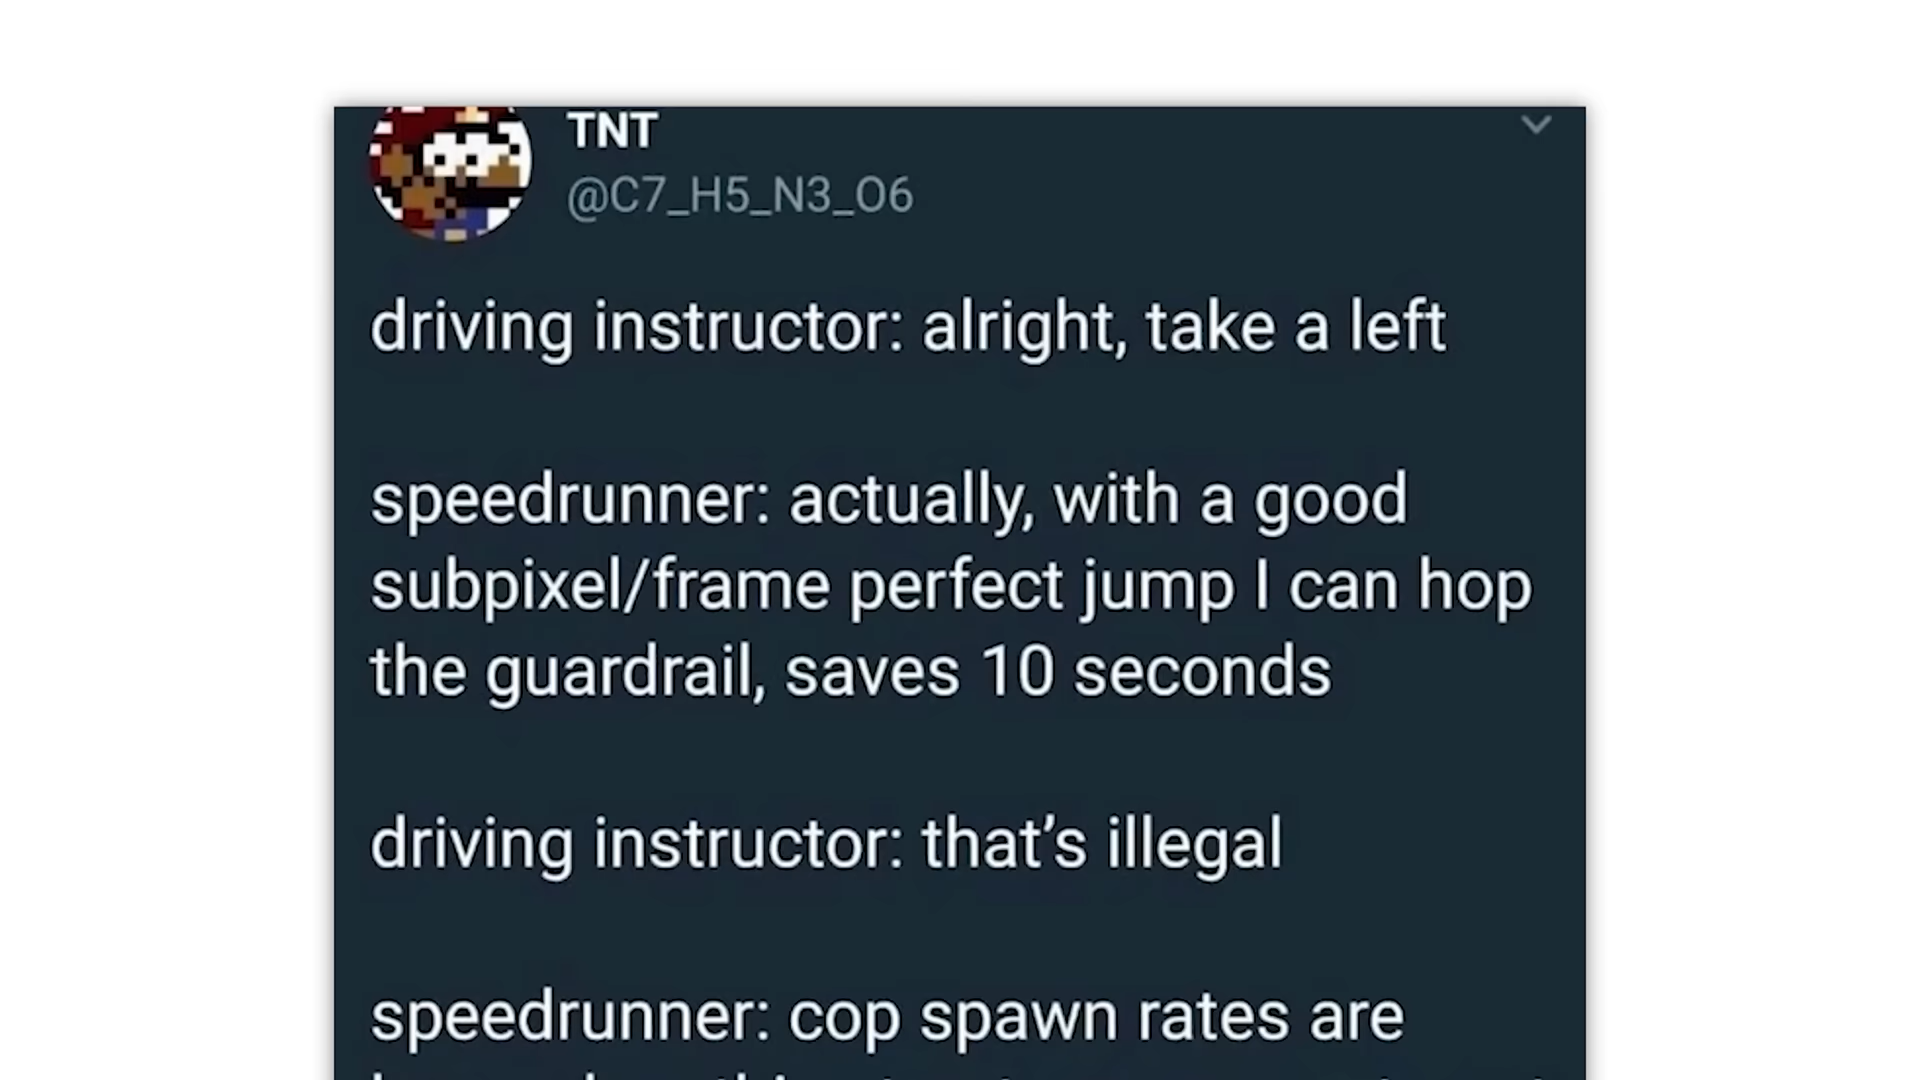 TNT
@C7_H5_N3_O6
driving instructor: alright, take a left
speedrunner: actually, with a good
subpixel/frame perfect jump I can hop
the guardrail, saves 10 seconds
driving instructor: that’s illegal
speedrunner: cop spawn rates are